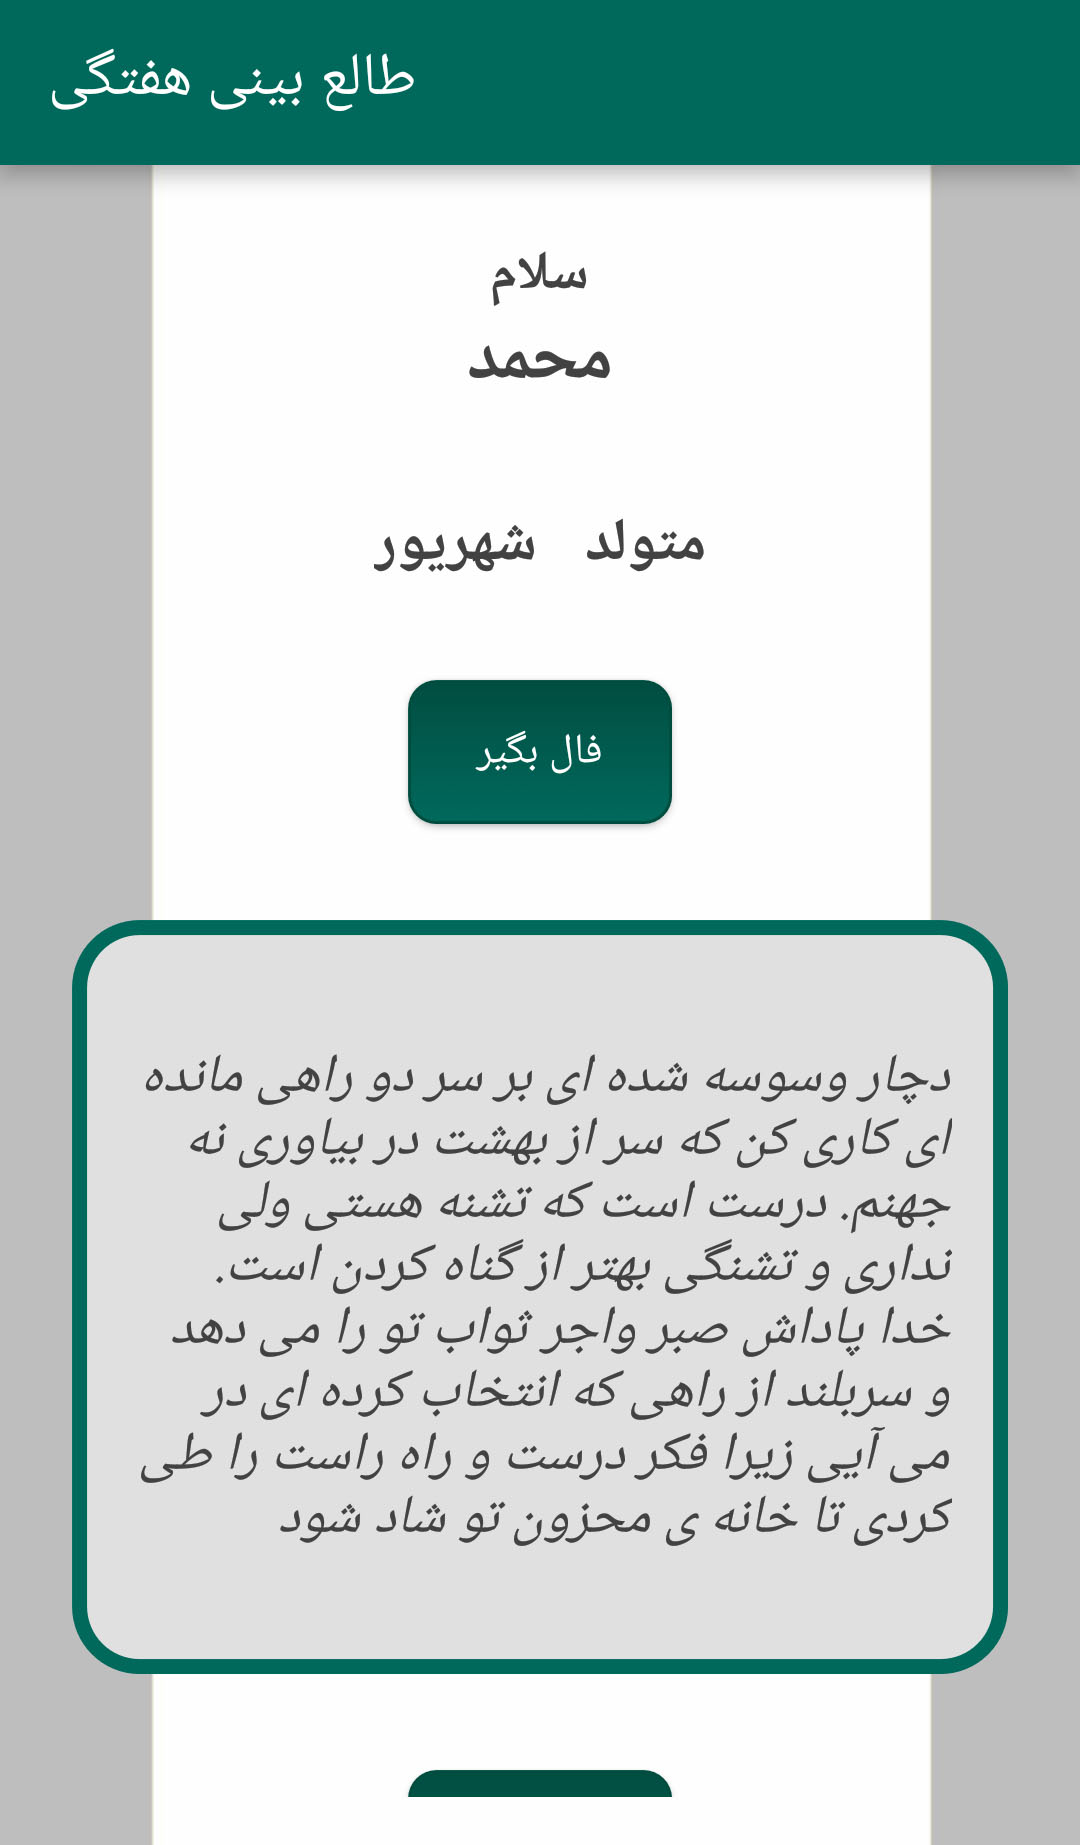 طالع بینی هفتگی
سلام
محمد
متولد شهریور
فال بگیر
دچار وسوسه شده ای بر سر دو راهی مانده
ای کاری کن که سر از بهشت در بیاوری نه
جهنم. درست است که تشنه هستی ولی
نداری و تشنگی بهتر از گناه کردن است.
خدا پاداش صبر واجر ثواب تو را می دهد
و سربلند از راهی که انتخاب کرده ای در
می آیی زیرا فکر درست و راه راست را طی
کردی تا خانه ی محزون تو شاد شود